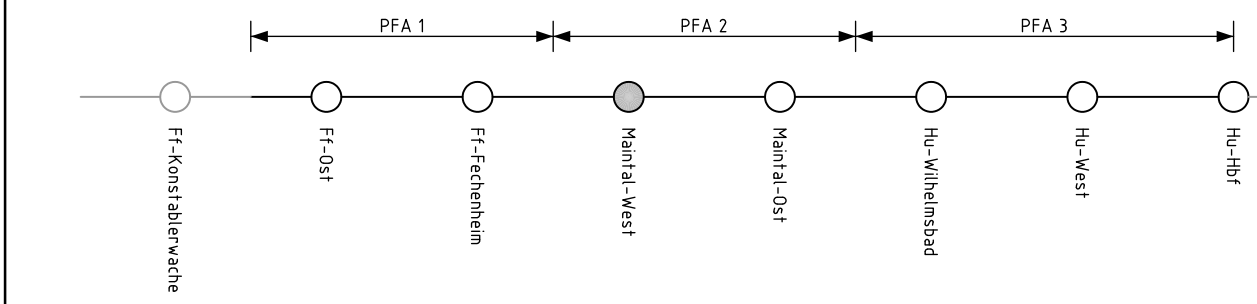 PFA 1
PFA 2
PFA 3
Ff-Konstablerwache
Ff-Ost
Ff-Fechenheim
Maintal-West
Maintal-Ost
Hu-Wilhelmsbad
Hu-West
Hu-Hbf